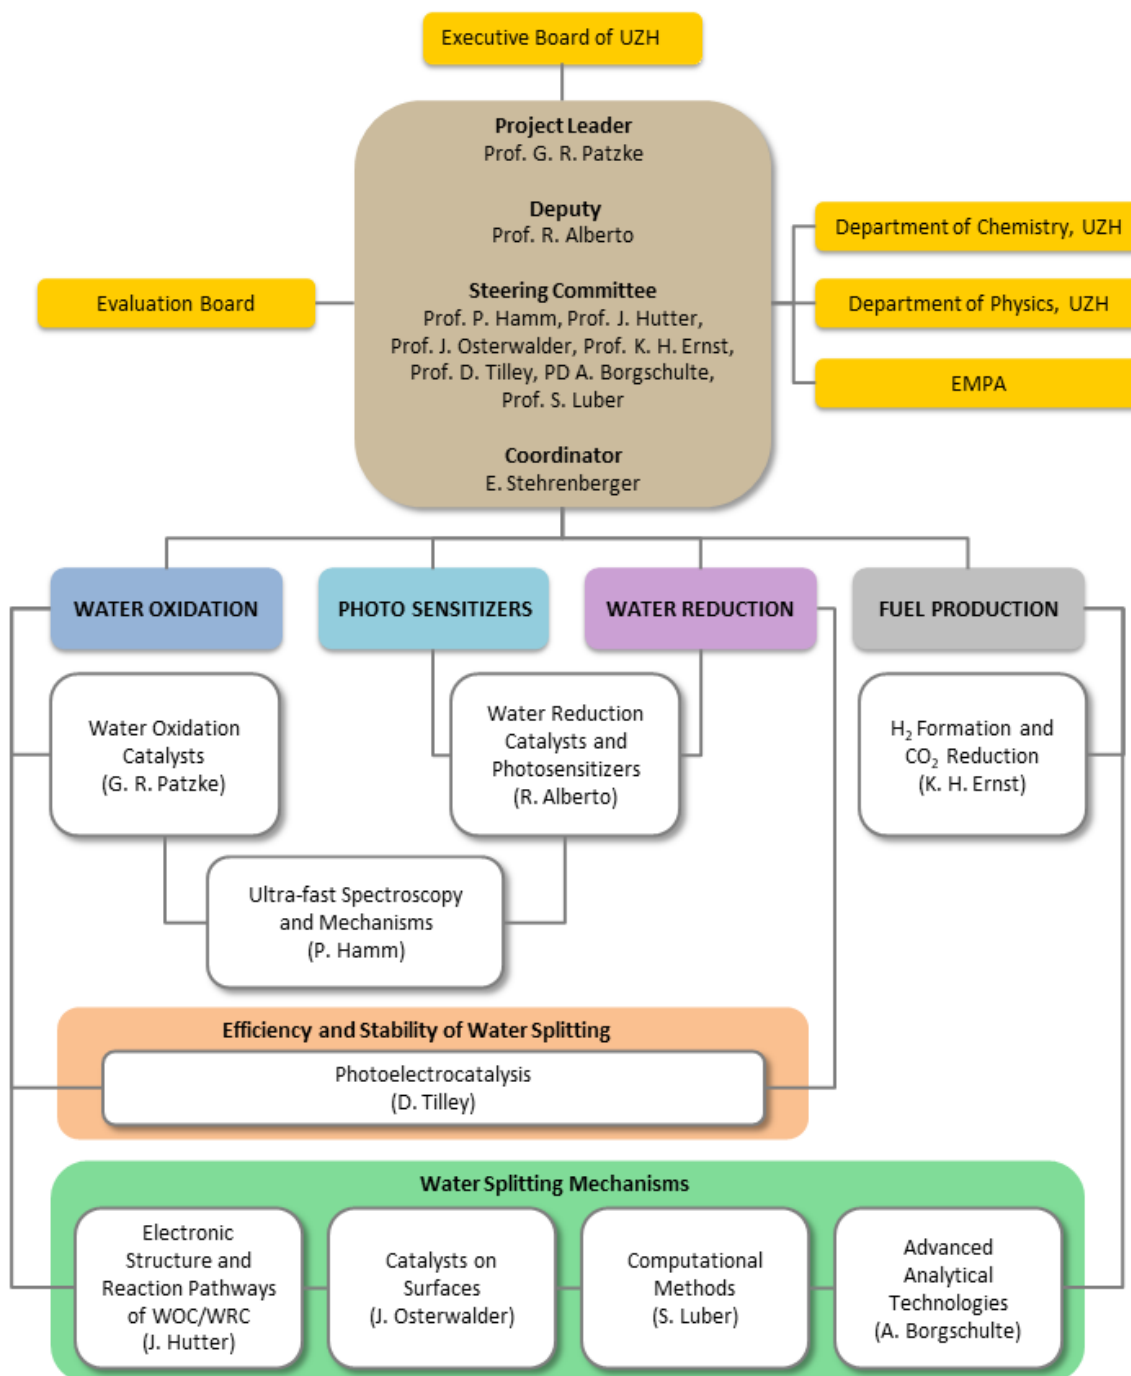 Executive Board of UZH
Project Leader
Prof. G. R. Patzke
Deputy
Prof. R. Alberto
Steering Committee
Prof. P. Hamm, Prof. J. Hutter,
Prof. J. Osterwalder, Prof. K. H. Ernst,
Prof. D. Tilley, PD A. Borgschulte,
Prof. S. Luber
Coordinator
E. Stehrenberger
Evaluation Board
Department of Chemistry, UZH
Department of Physics, UZH
EMPA
WATER OXIDATION
PHOTO SENSITIZERS
WATER REDUCTION
FUEL PRODUCTION
Water Oxidation
Catalysts
(G. R. Patzke)
Water Reduction
Catalysts and
Photosensitizers
(R. Alberto)
H₂ Formation and
CO₂ Reduction
(K. H. Ernst)
Ultra-fast Spectroscopy
and Mechanisms
(P. Hamm)
Efficiency and Stability of Water Splitting
Photoelectrocatalysis
(D. Tilley)
Water Splitting Mechanisms
Electronic
Structure and
Reaction Pathways
of WOC/WRC
(J. Hutter)
Catalysts on
Surfaces
(J. Osterwalder)
Computational
Methods
(S. Luber)
Advanced
Analytical
Technologies
(A. Borgschulte)